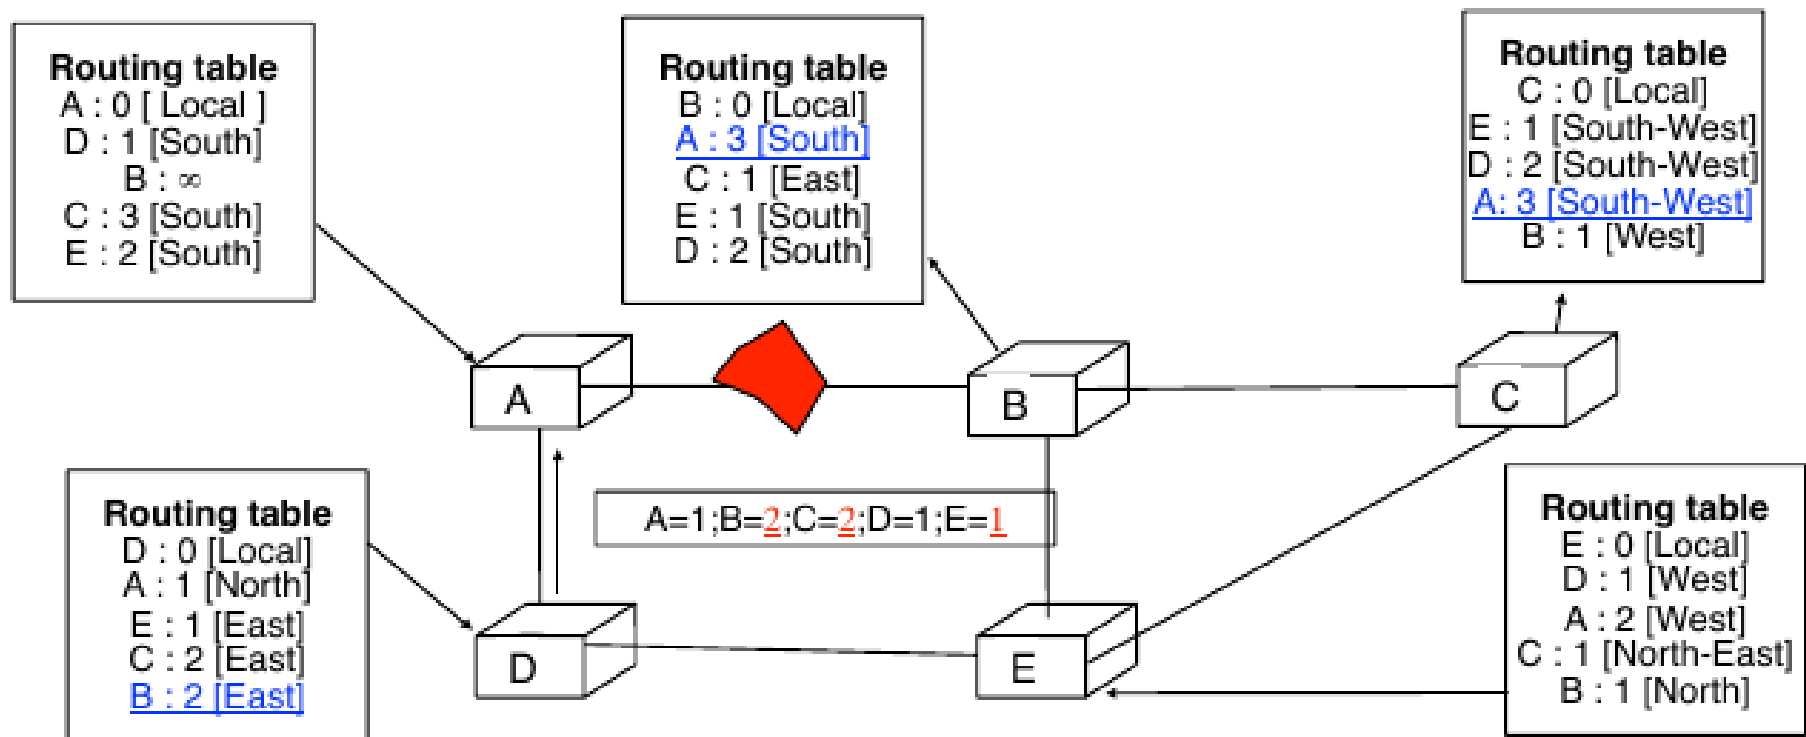 Routing table
A : 0 [ Local ]
D : 1 [South]
B : ∞
C : 3 [South]
E : 2 [South]
Routing table
B : 0 [Local]
A : 3 [South]
C : 1 [East]
E : 1 [South]
D : 2 [South]
Routing table
C : 0 [Local]
E : 1 [South-West]
D : 2 [South-West]
A: 3 [South-West]
B : 1 [West]
A
B
C
A=1;B=2;C=2;D=1;E=1
Routing table
D : 0 [Local]
A : 1 [North]
E : 1 [East]
C : 2 [East]
B : 2 [East]
D
E
Routing table
E : 0 [Local]
D : 1 [West]
A : 2 [West]
C : 1 [North-East]
B : 1 [North]